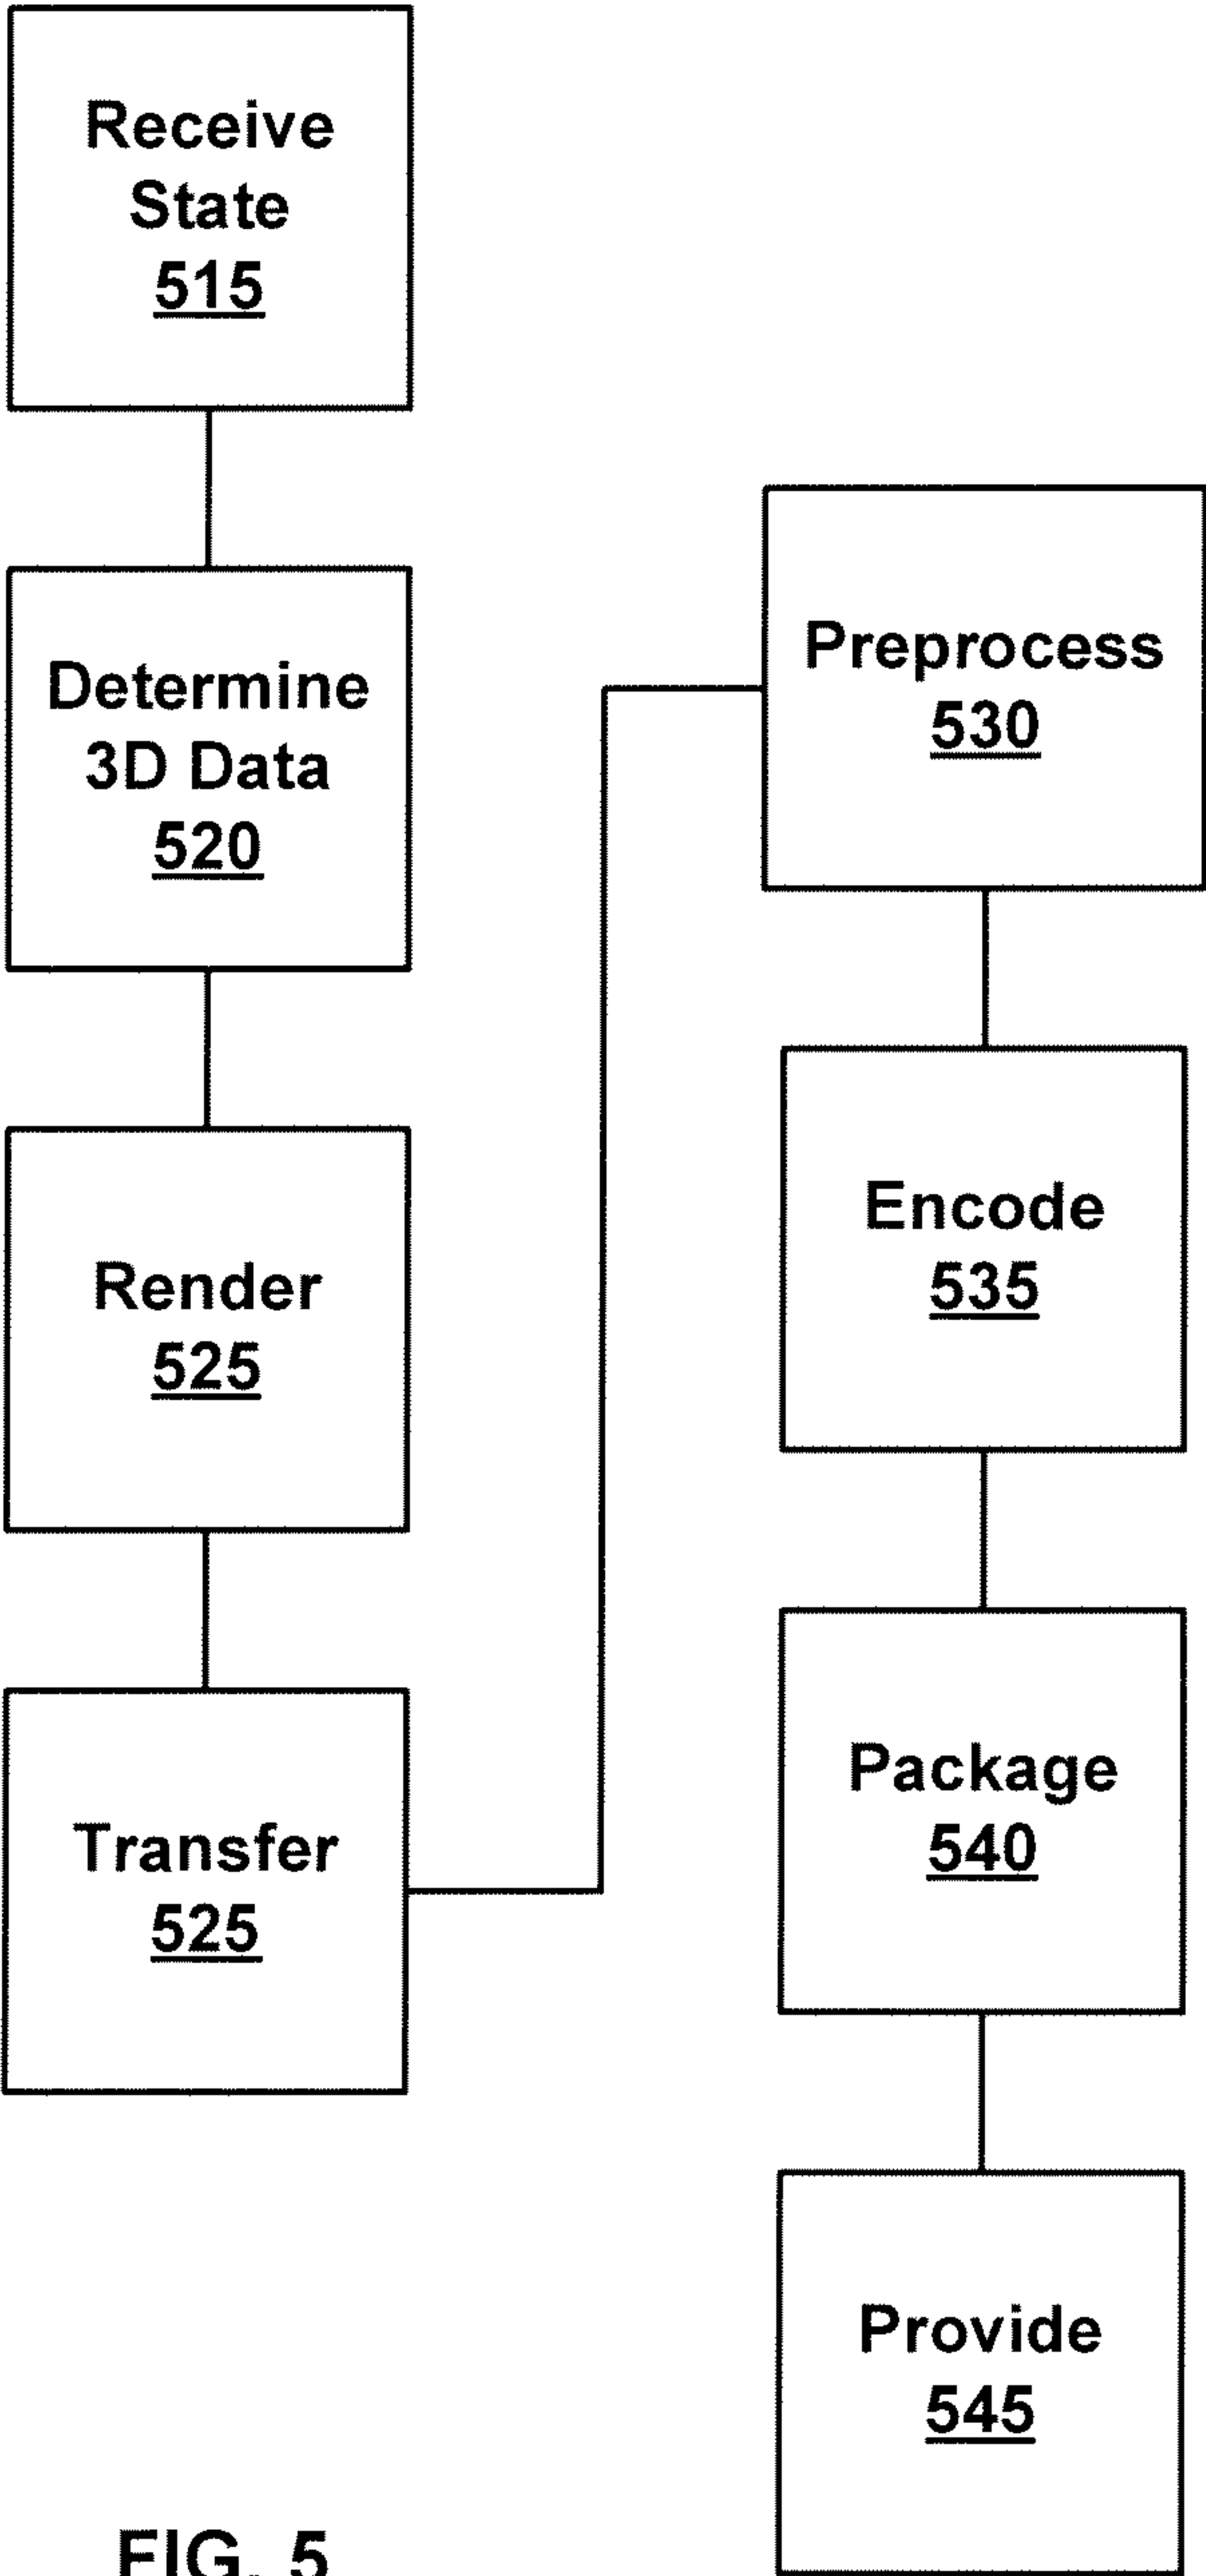 Receive
State
515
Determine
3D Data
520
Render
525
Transfer
525
Preprocess
530
Encode
535
Package
540
Provide
545
FIG. 5